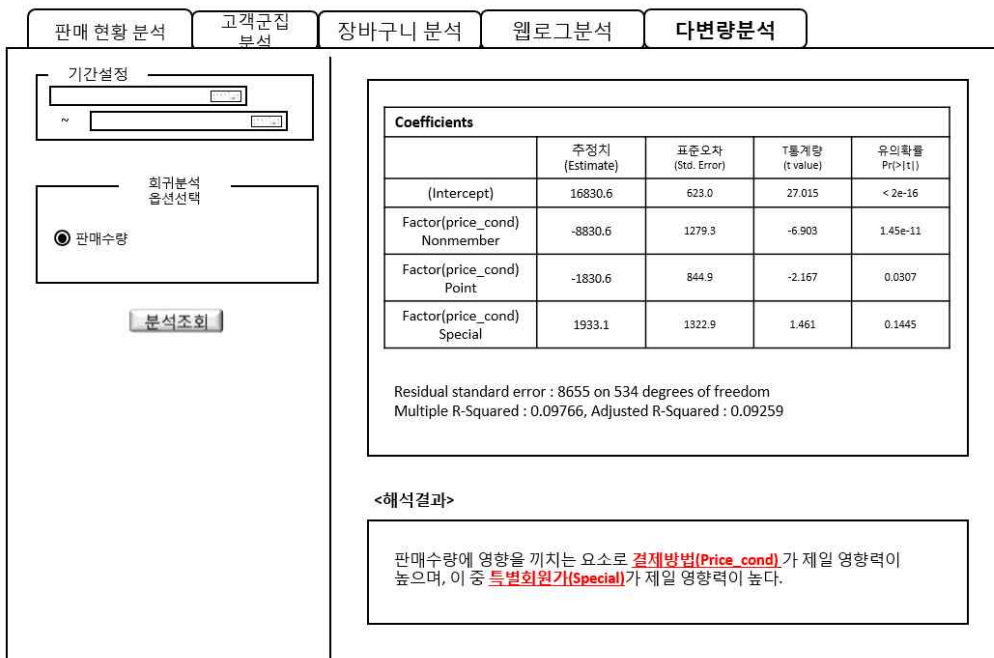 판매 현황 분석
고객군집
분석
장바구니 분석
웹로그분석
다변량분석
기간설정
~
회귀분석
옵션선택
판매수량
분석조회
Coefficients
추정치 표준오차 T통계량 유의확률
(Estimate) (Std. Error) (t value) Pr(>|t|)
(Intercept) 16830.6 623.0 27.015 < 2e-16
Factor(price_cond)
Nonmember -8830.6 1279.3 -6.903 1.45e-11
Factor(price_cond)
Point -1830.6 844.9 -2.167 0.0307
Factor(price_cond)
Special 1933.1 1322.9 1.461 0.1445
Residual standard error : 8655 on 534 degrees of freedom
Multiple R-Squared : 0.09766, Adjusted R-Squared : 0.09259
<해석결과>
판매수량에 영향을 끼치는 요소로 결제방법(Price_cond) 가 제일 영향력이
높으며, 이 중 특별회원가(Special)가 제일 영향력이 높다.